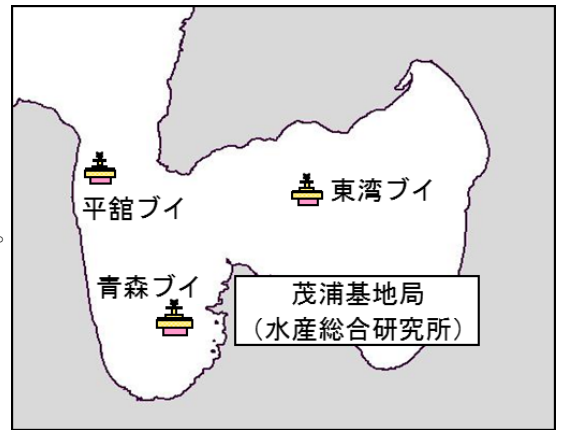 平舘ブイ
東湾ブイ
青森ブイ
茂浦基地局
（水産総合研究所）
。